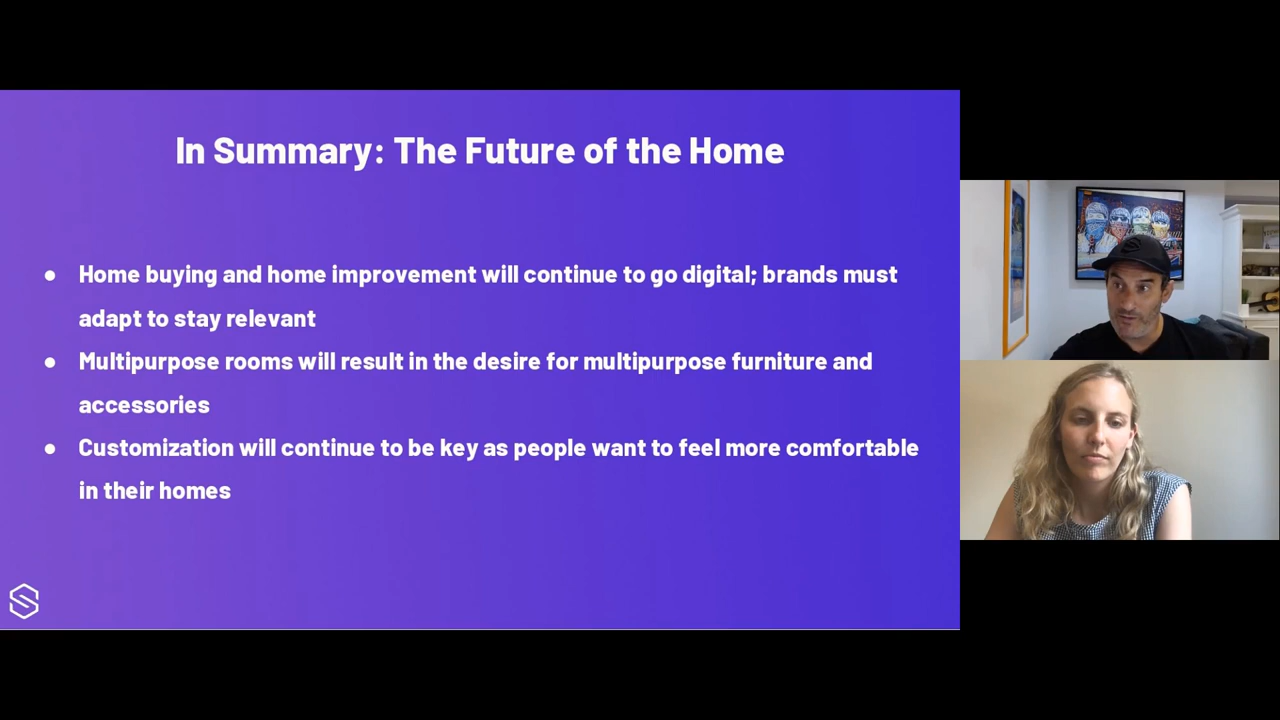 In Summary: The Future of the Home
● Home buying and home improvement will continue to go digital; brands must
adapt to stay relevant
● Multipurpose rooms will result in the desire for multipurpose furniture and
accessories
● Customization will continue to be key as people want to feel more comfortable
in their homes